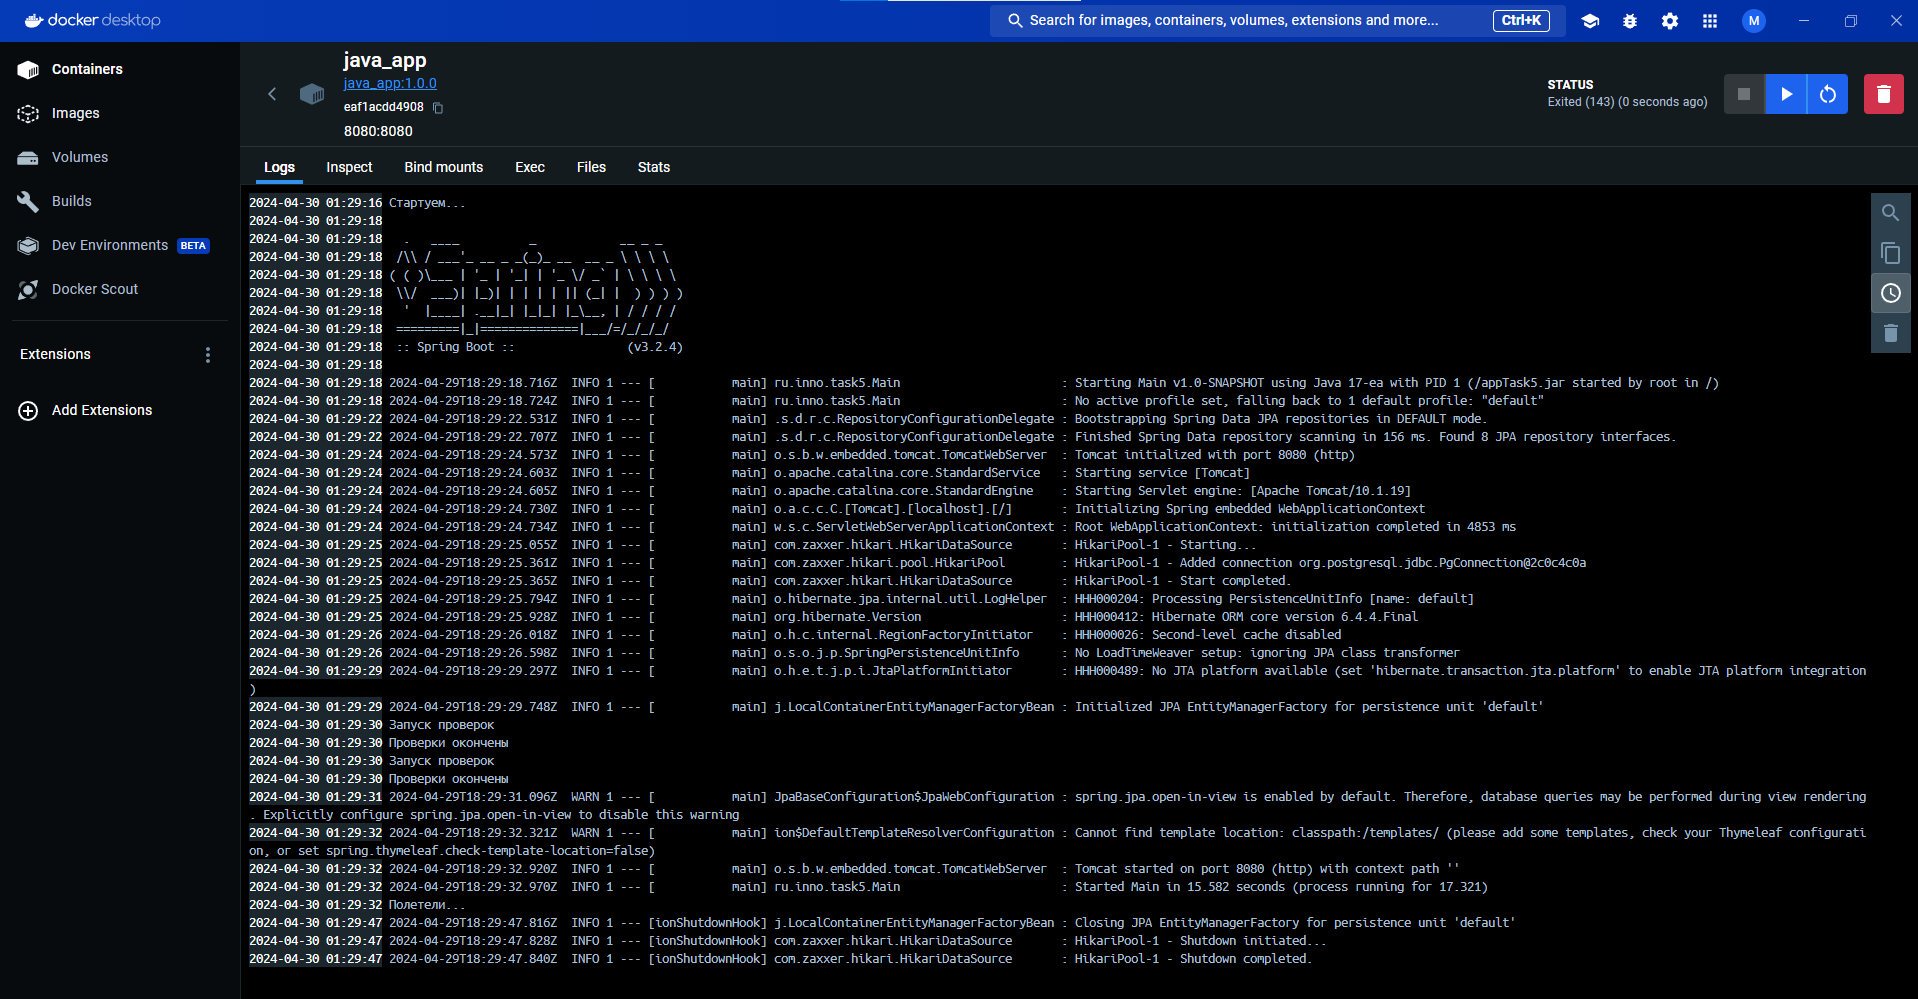 docker desktop
Search for images, containers, volumes, extensions and more...
Ctrl+K
M
Containers
Images
Volumes
Builds
Dev Environments BETA
Docker Scout
Extensions
Add Extensions
java_app
java_app:1.0.0
eaf1acdd4908
8080:8080
STATUS
Exited (143) (0 seconds ago)
Logs Inspect Bind mounts Exec Files Stats
2024-04-30 01:29:16 Стартуем...
2024-04-30 01:29:18
2024-04-30 01:29:18   .   ____          _            __ _ _
2024-04-30 01:29:18  /\\ / ___'_ __ _ _(_)_ __  __ _ \ \ \ \
2024-04-30 01:29:18 ( ( )\___ | '_ | '_| | '_ \/ _` | \ \ \ \
2024-04-30 01:29:18  \\/  ___)| |_)| | | | | || (_| |  ) ) ) )
2024-04-30 01:29:18   '  |____| .__|_| |_|_| |_\__, | / / / /
2024-04-30 01:29:18  =========|_|==============|___/=/_/_/_/
2024-04-30 01:29:18  :: Spring Boot ::                (v3.2.4)
2024-04-30 01:29:18
2024-04-30 01:29:18 2024-04-29T18:29:18.716Z  INFO 1 --- [           main] ru.inno.task5.Main                       : Starting Main v1.0-SNAPSHOT using Java 17-ea with PID 1 (/appTask5.jar started by root in /)
2024-04-30 01:29:18 2024-04-29T18:29:18.724Z  INFO 1 --- [           main] ru.inno.task5.Main                       : No active profile set, falling back to 1 default profile: "default"
2024-04-30 01:29:22 2024-04-29T18:29:22.531Z  INFO 1 --- [           main] .s.d.r.c.RepositoryConfigurationDelegate : Bootstrapping Spring Data JPA repositories in DEFAULT mode.
2024-04-30 01:29:22 2024-04-29T18:29:22.707Z  INFO 1 --- [           main] .s.d.r.c.RepositoryConfigurationDelegate : Finished Spring Data repository scanning in 156 ms. Found 8 JPA repository interfaces.
2024-04-30 01:29:24 2024-04-29T18:29:24.573Z  INFO 1 --- [           main] o.s.b.w.embedded.tomcat.TomcatWebServer  : Tomcat initialized with port 8080 (http)
2024-04-30 01:29:24 2024-04-29T18:29:24.603Z  INFO 1 --- [           main] o.apache.catalina.core.StandardService   : Starting service [Tomcat]
2024-04-30 01:29:24 2024-04-29T18:29:24.605Z  INFO 1 --- [           main] o.apache.catalina.core.StandardEngine    : Starting Servlet engine: [Apache Tomcat/10.1.19]
2024-04-30 01:29:24 2024-04-29T18:29:24.730Z  INFO 1 --- [           main] o.a.c.c.C.[Tomcat].[localhost].[/]       : Initializing Spring embedded WebApplicationContext
2024-04-30 01:29:24 2024-04-29T18:29:24.734Z  INFO 1 --- [           main] w.s.c.ServletWebServerApplicationContext : Root WebApplicationContext: initialization completed in 4853 ms
2024-04-30 01:29:25 2024-04-29T18:29:25.055Z  INFO 1 --- [           main] com.zaxxer.hikari.HikariDataSource       : HikariPool-1 - Starting...
2024-04-30 01:29:25 2024-04-29T18:29:25.361Z  INFO 1 --- [           main] com.zaxxer.hikari.pool.HikariPool        : HikariPool-1 - Added connection org.postgresql.jdbc.PgConnection@2c0c4c0a
2024-04-30 01:29:25 2024-04-29T18:29:25.365Z  INFO 1 --- [           main] com.zaxxer.hikari.HikariDataSource       : HikariPool-1 - Start completed.
2024-04-30 01:29:25 2024-04-29T18:29:25.794Z  INFO 1 --- [           main] o.hibernate.jpa.internal.util.LogHelper  : HHH000204: Processing PersistenceUnitInfo [name: default]
2024-04-30 01:29:25 2024-04-29T18:29:25.928Z  INFO 1 --- [           main] org.hibernate.Version                    : HHH000412: Hibernate ORM core version 6.4.4.Final
2024-04-30 01:29:26 2024-04-29T18:29:26.018Z  INFO 1 --- [           main] o.h.c.internal.RegionFactoryInitiator    : HHH000026: Second-level cache disabled
2024-04-30 01:29:26 2024-04-29T18:29:26.598Z  INFO 1 --- [           main] o.s.o.j.p.SpringPersistenceUnitInfo      : No LoadTimeWeaver setup: ignoring JPA class transformer
2024-04-30 01:29:29 2024-04-29T18:29:29.297Z  INFO 1 --- [           main] o.h.e.t.j.p.i.JtaPlatformInitiator       : HHH000489: No JTA platform available (set 'hibernate.transaction.jta.platform' to enable JTA platform integration
)
2024-04-30 01:29:29 2024-04-29T18:29:29.748Z  INFO 1 --- [           main] j.LocalContainerEntityManagerFactoryBean : Initialized JPA EntityManagerFactory for persistence unit 'default'
2024-04-30 01:29:30 Запуск проверок
2024-04-30 01:29:30 Проверки окончены
2024-04-30 01:29:30 Запуск проверок
2024-04-30 01:29:30 Проверки окончены
2024-04-30 01:29:31 2024-04-29T18:29:31.096Z  WARN 1 --- [           main] JpaBaseConfiguration$JpaWebConfiguration : spring.jpa.open-in-view is enabled by default. Therefore, database queries may be performed during view rendering
. Explicitly configure spring.jpa.open-in-view to disable this warning
2024-04-30 01:29:32 2024-04-29T18:29:32.321Z  WARN 1 --- [           main] ion$DefaultTemplateResolverConfiguration : Cannot find template location: classpath:/templates/ (please add some templates, check your Thymeleaf configurati
on, or set spring.thymeleaf.check-template-location=false)
2024-04-30 01:29:32 2024-04-29T18:29:32.920Z  INFO 1 --- [           main] o.s.b.w.embedded.tomcat.TomcatWebServer  : Tomcat started on port 8080 (http) with context path ''
2024-04-30 01:29:32 2024-04-29T18:29:32.970Z  INFO 1 --- [           main] ru.inno.task5.Main                       : Started Main in 15.582 seconds (process running for 17.321)
2024-04-30 01:29:32 Полетели...
2024-04-30 01:29:47 2024-04-29T18:29:47.816Z  INFO 1 --- [ionShutdownHook] j.LocalContainerEntityManagerFactoryBean : Closing JPA EntityManagerFactory for persistence unit 'default'
2024-04-30 01:29:47 2024-04-29T18:29:47.828Z  INFO 1 --- [ionShutdownHook] com.zaxxer.hikari.HikariDataSource       : HikariPool-1 - Shutdown initiated...
2024-04-30 01:29:47 2024-04-29T18:29:47.840Z  INFO 1 --- [ionShutdownHook] com.zaxxer.hikari.HikariDataSource       : HikariPool-1 - Shutdown completed.